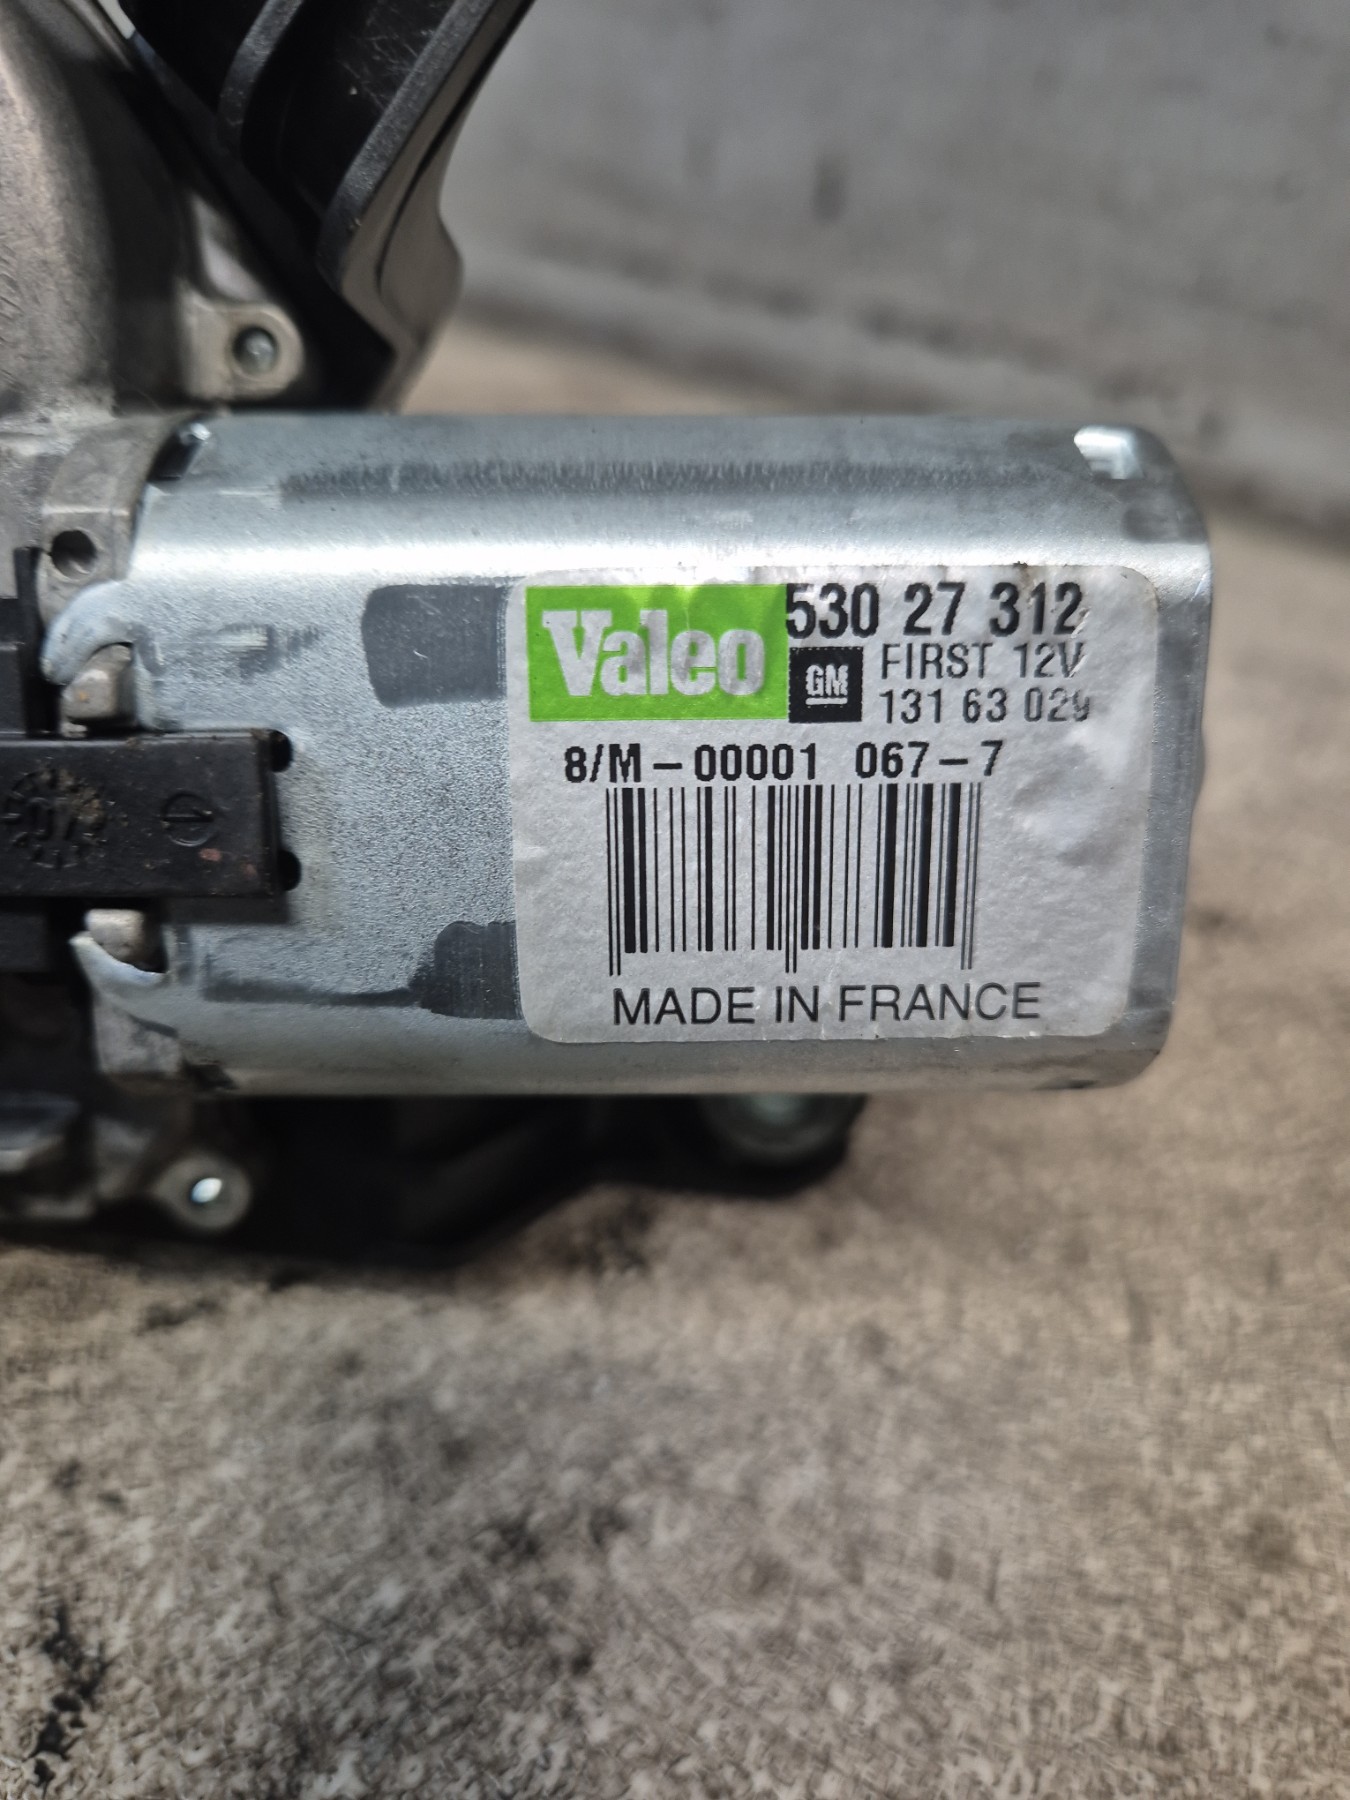 Valeo
530 27 312
GM
FIRST 12V
131 63 029
8/M-00001 067-7
MADE IN FRANCE